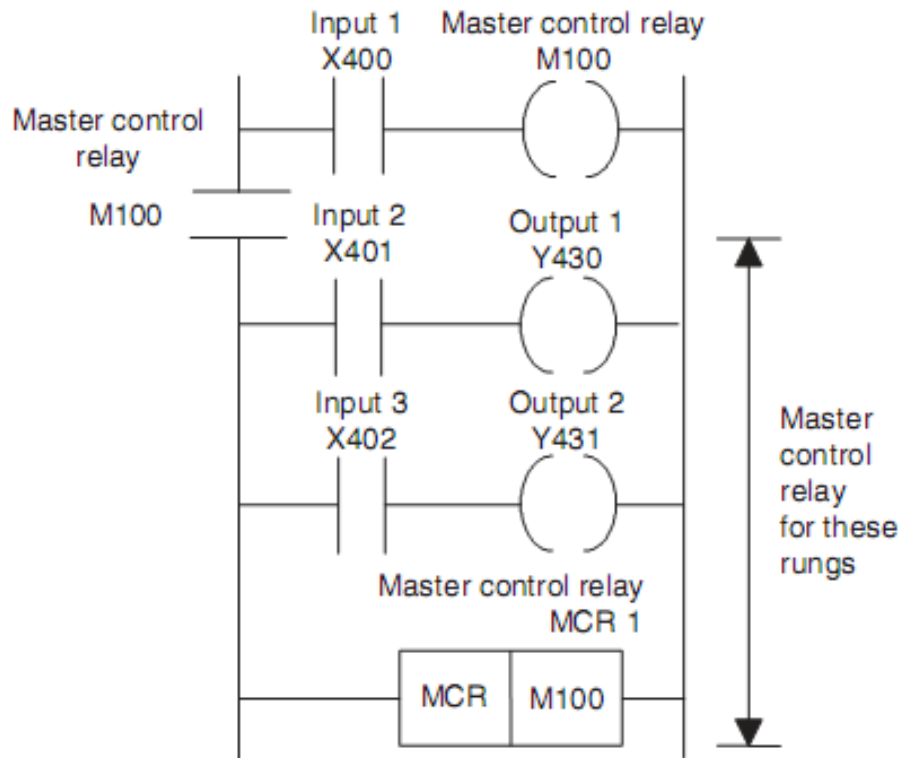 Input 1
X400
Master control relay
M100
Master control
relay
M100
Input 2
X401
Output 1
Y430
Input 3
X402
Output 2
Y431
Master
control
relay
for these
rungs
Master control relay
MCR 1
MCR
M100